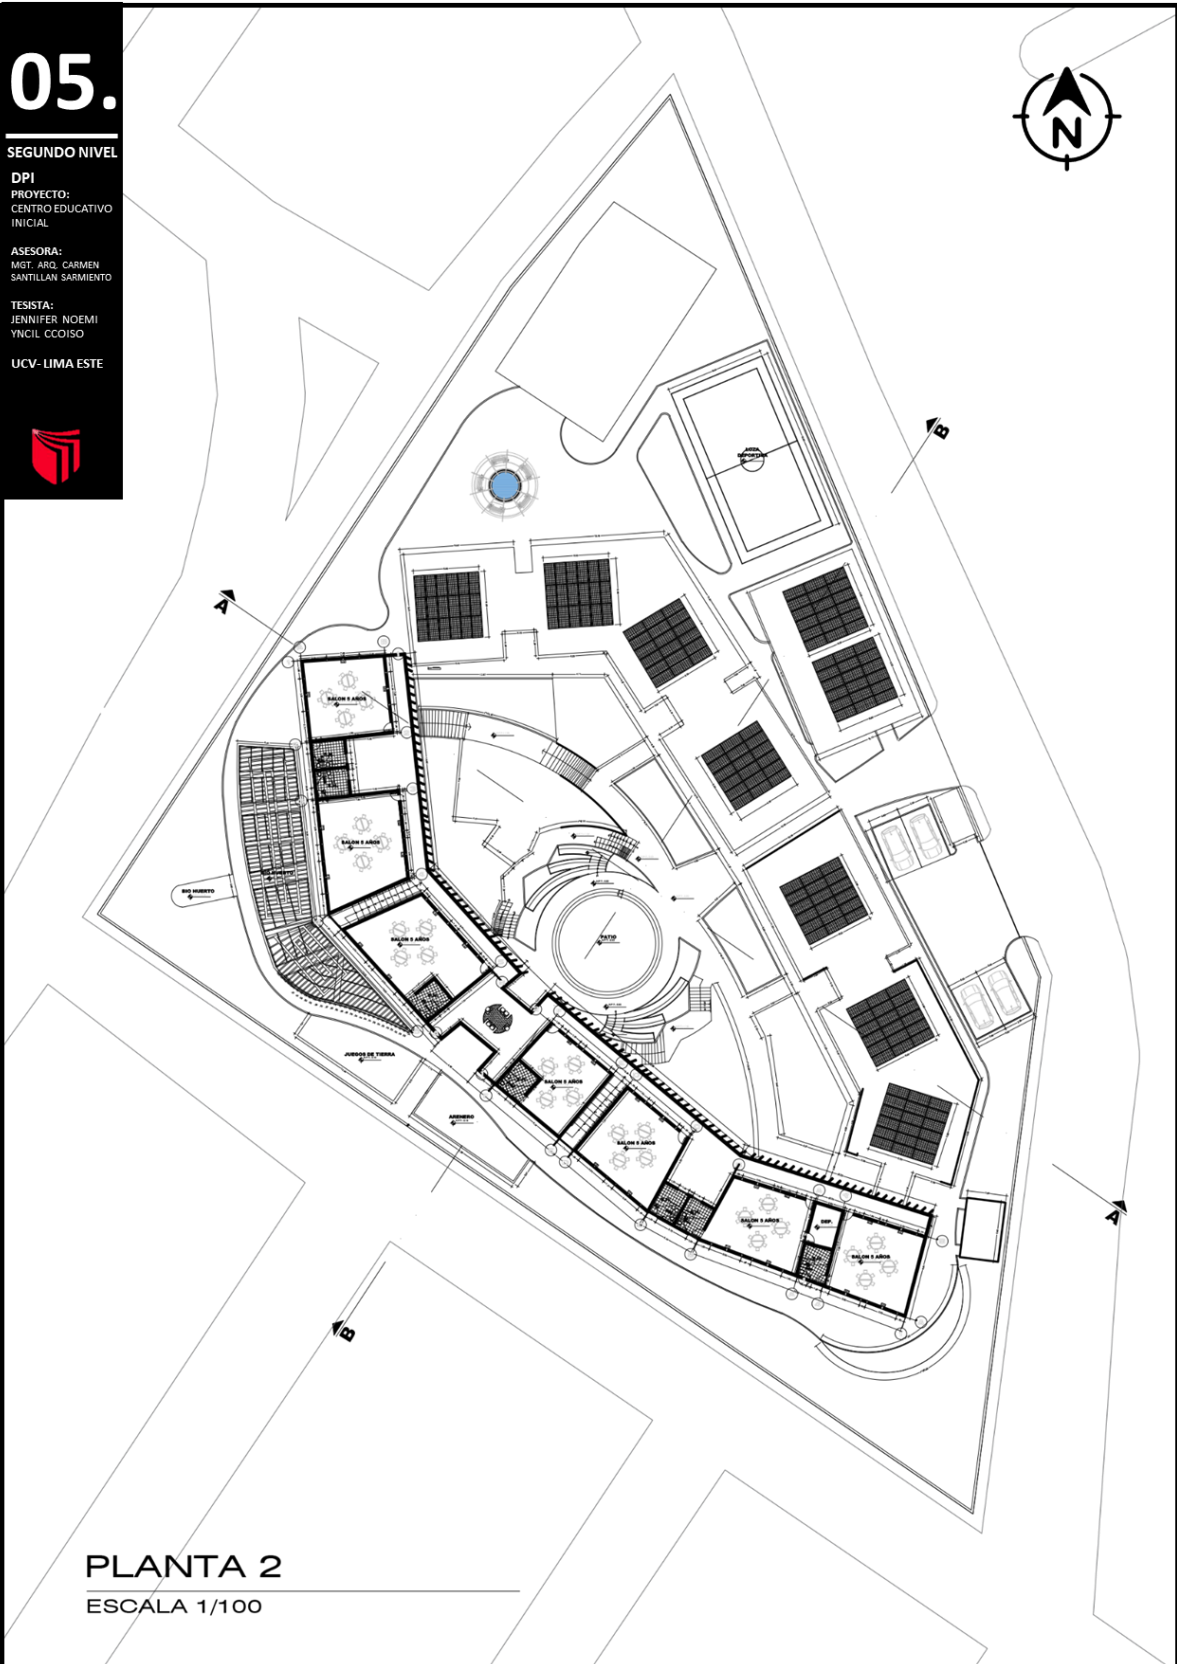 05.
SEGUNDO NIVEL
DPI
PROYECTO:
CENTRO EDUCATIVO
INICIAL
ASESORA:
MGT. ARQ. CARMEN
SANTILLAN SARMIENTO
TESISTA:
JENNIFER NOEMI
YNCIL CCOISO
UCV- LIMA ESTE
N
B
LOZA
DEPORTIVA
A
SALON 5 AÑOS
SALON 5 AÑOS
BIO HUERTO
SALON 5 AÑOS
PATIO
JUEGOS DE TIERRA
SALON 5 AÑOS
ARENERO
SALON 5 AÑOS
SALON 5 AÑOS
DEP.
SALON 5 AÑOS
A
B
PLANTA 2
ESCALA 1/100